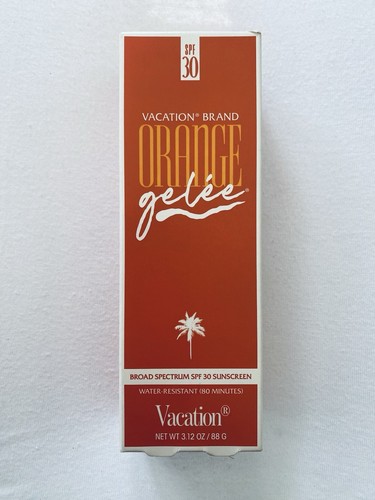 SPF
30
VACATION® BRAND
ORANGE
gelée®
BROAD SPECTRUM SPF 30 SUNSCREEN
WATER-RESISTANT (80 MINUTES)
Vacation®
NET WT 3.12 OZ / 88 G